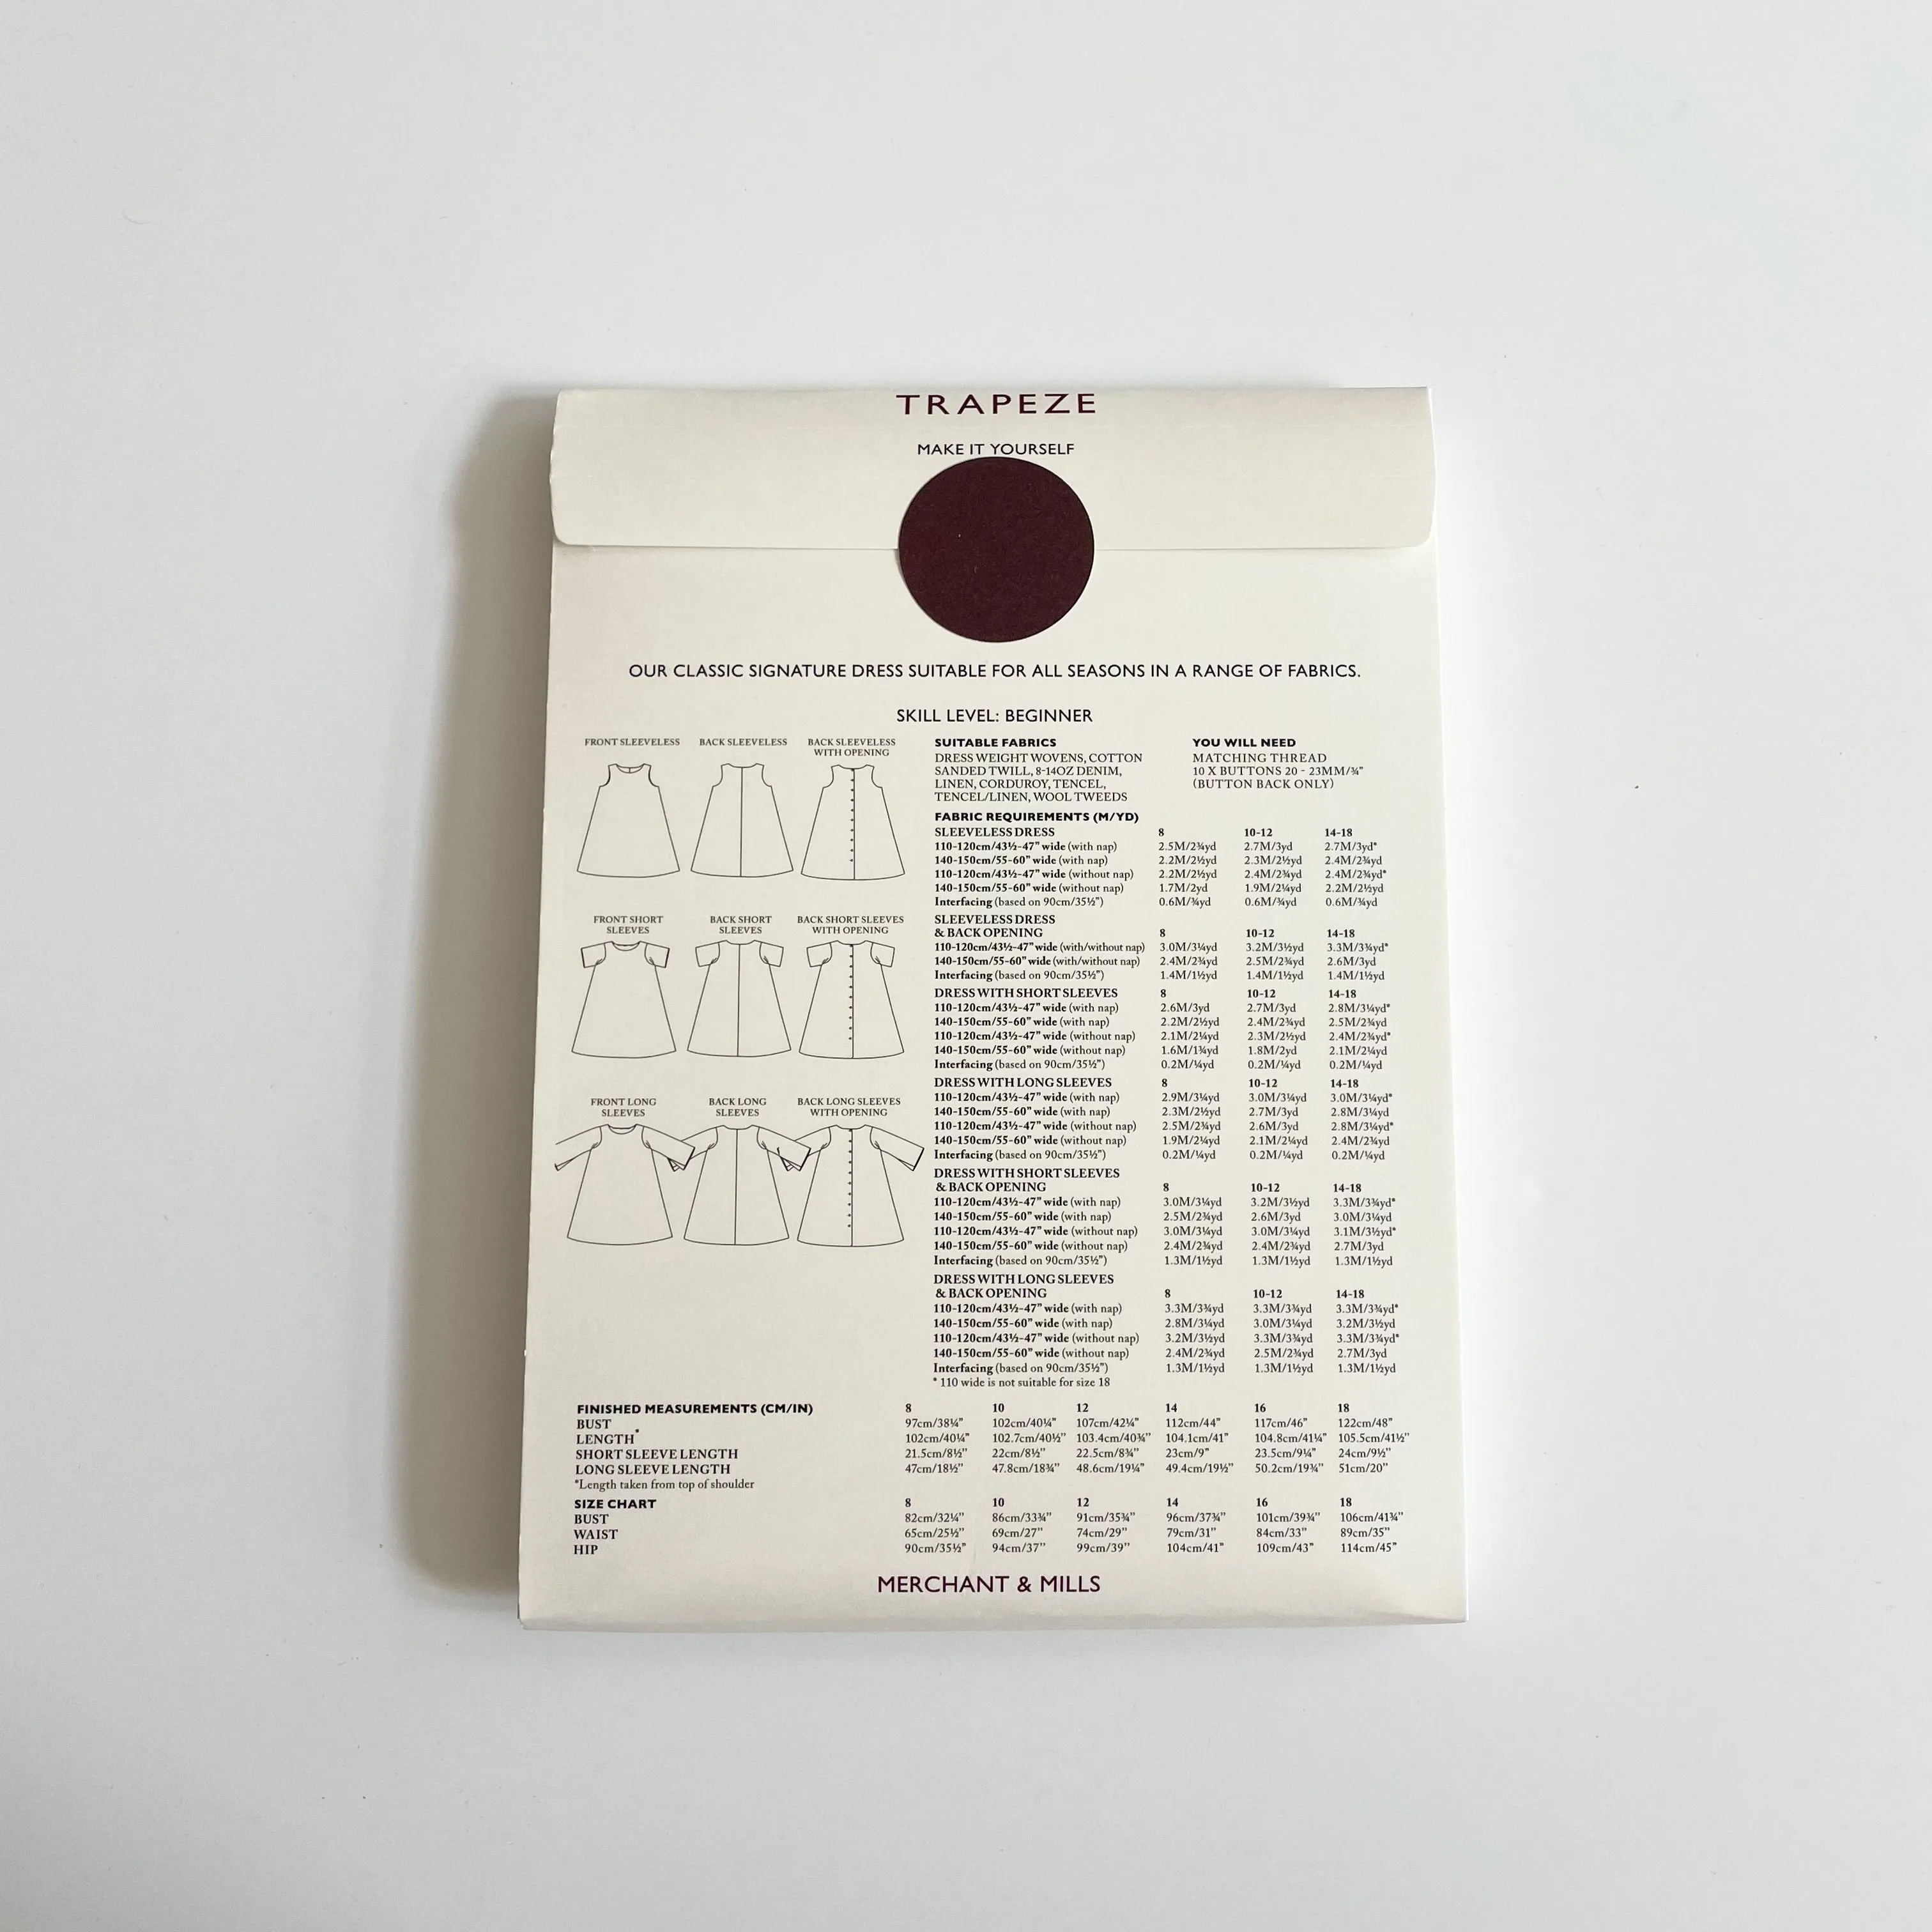 TRAPEZE
MAKE IT YOURSELF
OUR CLASSIC SIGNATURE DRESS SUITABLE FOR ALL SEASONS IN A RANGE OF FABRICS.
SKILL LEVEL: BEGINNER
FRONT SLEEVELESS BACK SLEEVELESS BACK SLEEVELESS
WITH OPENING
FRONT SHORT BACK SHORT BACK SHORT SLEEVES
SLEEVES SLEEVES WITH OPENING
FRONT LONG BACK LONG BACK LONG SLEEVES
SLEEVES SLEEVES WITH OPENING
SUITABLE FABRICS
DRESS WEIGHT WOVENS, COTTON
SANDED TWILL, 8-14OZ DENIM,
LINEN, CORDUROY, TENCEL,
TENCEL/LINEN, WOOL TWEEDS
YOU WILL NEED
MATCHING THREAD
10 X BUTTONS 20 - 23MM/¾"
(BUTTON BACK ONLY)
FABRIC REQUIREMENTS (M/YD)
SLEEVELESS DRESS 8 10-12 14-18
110-120cm/43½-47" wide (with nap) 2.5M/2¾yd 2.7M/3yd 2.7M/3yd*
140-150cm/55-60" wide (with nap) 2.2M/2½yd 2.3M/2½yd 2.4M/2¾yd
110-120cm/43½-47" wide (without nap) 2.2M/2½yd 2.4M/2¾yd 2.4M/2¾yd*
140-150cm/55-60" wide (without nap) 1.7M/2yd 1.9M/2¼yd 2.2M/2½yd
Interfacing (based on 90cm/35½") 0.6M/¾yd 0.6M/¾yd 0.6M/¾yd
SLEEVELESS DRESS
& BACK OPENING 8 10-12 14-18
110-120cm/43½-47" wide (with/without nap) 3.0M/3¼yd 3.2M/3½yd 3.3M/3¾yd*
140-150cm/55-60" wide (with/without nap) 2.4M/2¾yd 2.5M/2¾yd 2.6M/3yd
Interfacing (based on 90cm/35½") 1.4M/1½yd 1.4M/1½yd 1.4M/1½yd
DRESS WITH SHORT SLEEVES 8 10-12 14-18
110-120cm/43½-47" wide (with nap) 2.6M/3yd 2.7M/3yd 2.8M/3¼yd*
140-150cm/55-60" wide (with nap) 2.2M/2½yd 2.4M/2¾yd 2.5M/2¾yd
110-120cm/43½-47" wide (without nap) 2.1M/2¼yd 2.3M/2½yd 2.4M/2¾yd*
140-150cm/55-60" wide (without nap) 1.6M/1¾yd 1.8M/2yd 2.1M/2¼yd
Interfacing (based on 90cm/35½") 0.2M/¼yd 0.2M/¼yd 0.2M/¼yd
DRESS WITH LONG SLEEVES 8 10-12 14-18
110-120cm/43½-47" wide (with nap) 2.9M/3¼yd 3.0M/3¼yd 3.0M/3¼yd*
140-150cm/55-60" wide (with nap) 2.3M/2½yd 2.7M/3yd 2.8M/3¼yd
110-120cm/43½-47" wide (without nap) 2.5M/2¾yd 2.6M/3yd 2.8M/3¼yd*
140-150cm/55-60" wide (without nap) 1.9M/2¼yd 2.1M/2¼yd 2.4M/2¾yd
Interfacing (based on 90cm/35½") 0.2M/¼yd 0.2M/¼yd 0.2M/¼yd
DRESS WITH SHORT SLEEVES
& BACK OPENING 8 10-12 14-18
110-120cm/43½-47" wide (with nap) 3.0M/3¼yd 3.2M/3½yd 3.3M/3¾yd*
140-150cm/55-60" wide (with nap) 2.5M/2¾yd 2.6M/3yd 3.0M/3¼yd
110-120cm/43½-47" wide (without nap) 3.0M/3¼yd 3.0M/3¼yd 3.1M/3½yd*
140-150cm/55-60" wide (without nap) 2.4M/2¾yd 2.4M/2¾yd 2.7M/3yd
Interfacing (based on 90cm/35½") 1.3M/1½yd 1.3M/1½yd 1.3M/1½yd
DRESS WITH LONG SLEEVES
& BACK OPENING 8 10-12 14-18
110-120cm/43½-47" wide (with nap) 3.3M/3¾yd 3.3M/3¾yd 3.3M/3¾yd*
140-150cm/55-60" wide (with nap) 2.8M/3¼yd 3.0M/3¼yd 3.2M/3½yd
110-120cm/43½-47" wide (without nap) 3.2M/3½yd 3.3M/3¾yd 3.3M/3¾yd*
140-150cm/55-60" wide (without nap) 2.4M/2¾yd 2.5M/2¾yd 2.7M/3yd
Interfacing (based on 90cm/35½") 1.3M/1½yd 1.3M/1½yd 1.3M/1½yd
* 110 wide is not suitable for size 18
FINISHED MEASUREMENTS (CM/IN) 8 10 12 14 16 18
BUST 97cm/38¼" 102cm/40¼" 107cm/42¼" 112cm/44" 117cm/46" 122cm/48"
LENGTH* 102cm/40¼" 102.7cm/40½" 103.4cm/40¾" 104.1cm/41" 104.8cm/41¼" 105.5cm/41½"
SHORT SLEEVE LENGTH 21.5cm/8½" 22cm/8½" 22.5cm/8¾" 23cm/9" 23.5cm/9¼" 24cm/9½"
LONG SLEEVE LENGTH 47cm/18½" 47.8cm/18¾" 48.6cm/19¼" 49.4cm/19½" 50.2cm/19¾" 51cm/20"
*Length taken from top of shoulder
SIZE CHART 8 10 12 14 16 18
BUST 82cm/32¼" 86cm/33¾" 91cm/35¾" 96cm/37¾" 101cm/39¾" 106cm/41¾"
WAIST 65cm/25½" 69cm/27" 74cm/29" 79cm/31" 84cm/33" 89cm/35"
HIP 90cm/35½" 94cm/37" 99cm/39" 104cm/41" 109cm/43" 114cm/45"
MERCHANT & MILLS